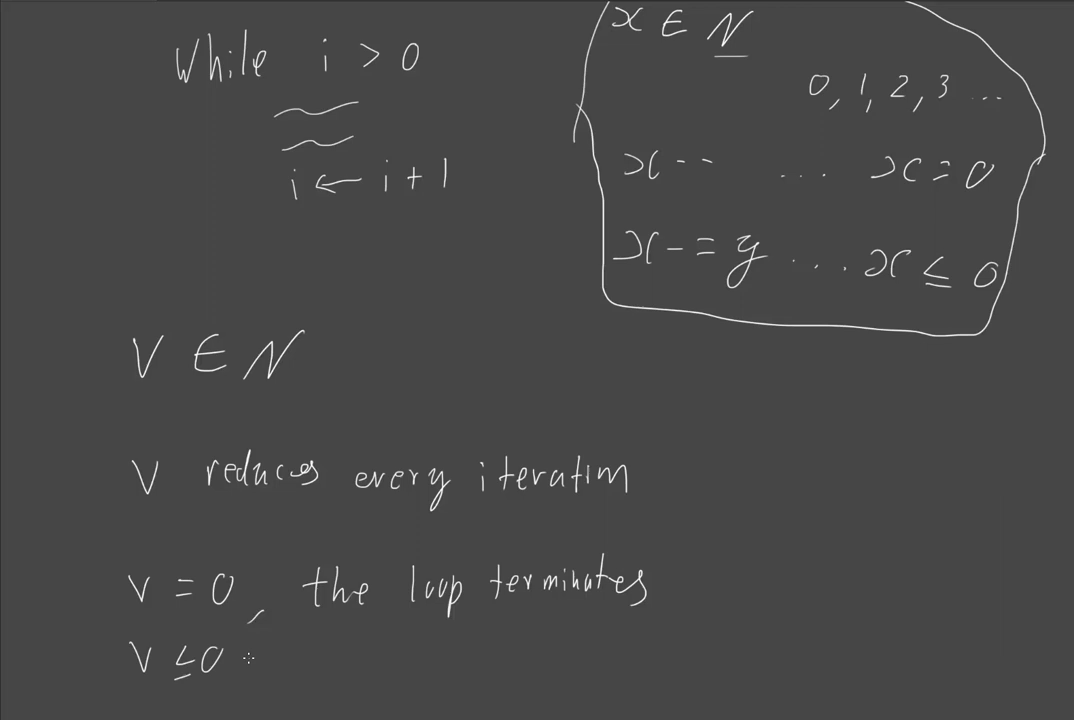 While i > 0
i ← i + 1
x ∈ N
0, 1, 2, 3 ...
x-- ... x = 0
x -= y ... x ≤ 0
V ∈ N
V reduces every iteration
V = 0, the loop terminates
V ≤ 0